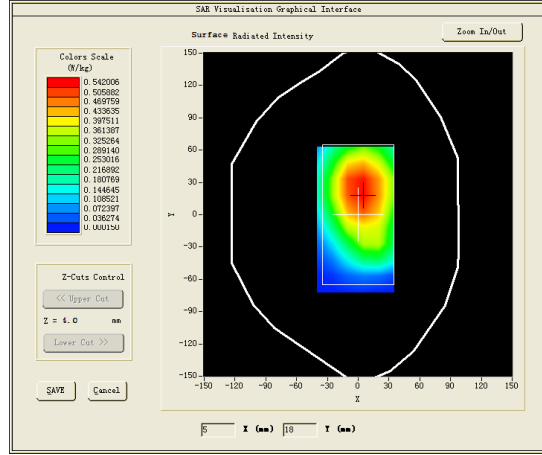 SAR Visualisation Graphical Interface
Surface Radiated Intensity
Zoom In/Out
Colors Scale
(W/kg)
0.542006
0.505882
0.469759
0.433635
0.397511
0.361387
0.325264
0.289140
0.253016
0.216892
0.180769
0.144645
0.108521
0.072397
0.036274
0.000150
150
120
90
60
30
0
-30
-60
-90
-120
-150
Y
-150 -120 -90 -60 -30 0 30 60 90 120 150
X
Z-Cuts Control
<< Upper Cut
Z = 4.0 mm
Lower Cut >>
SAVE
Cancel
5 X (mm) 18 Y (mm)